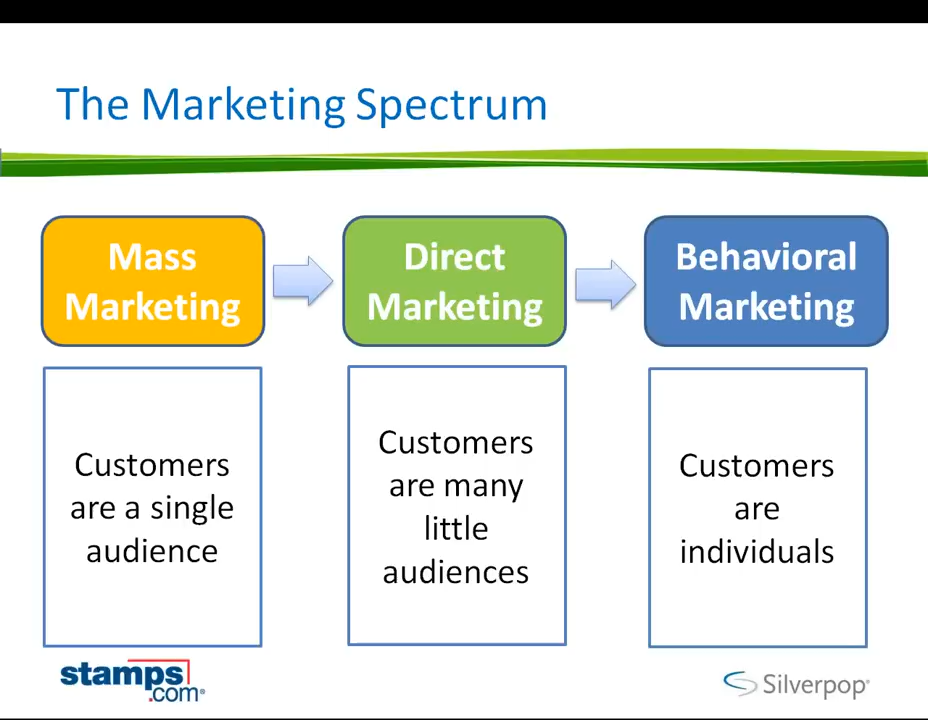 The Marketing Spectrum
Mass
Marketing
Direct
Marketing
Behavioral
Marketing
Customers
are a single
audience
Customers
are many
little
audiences
Customers
are
individuals
stamps
.com®
Silverpop®